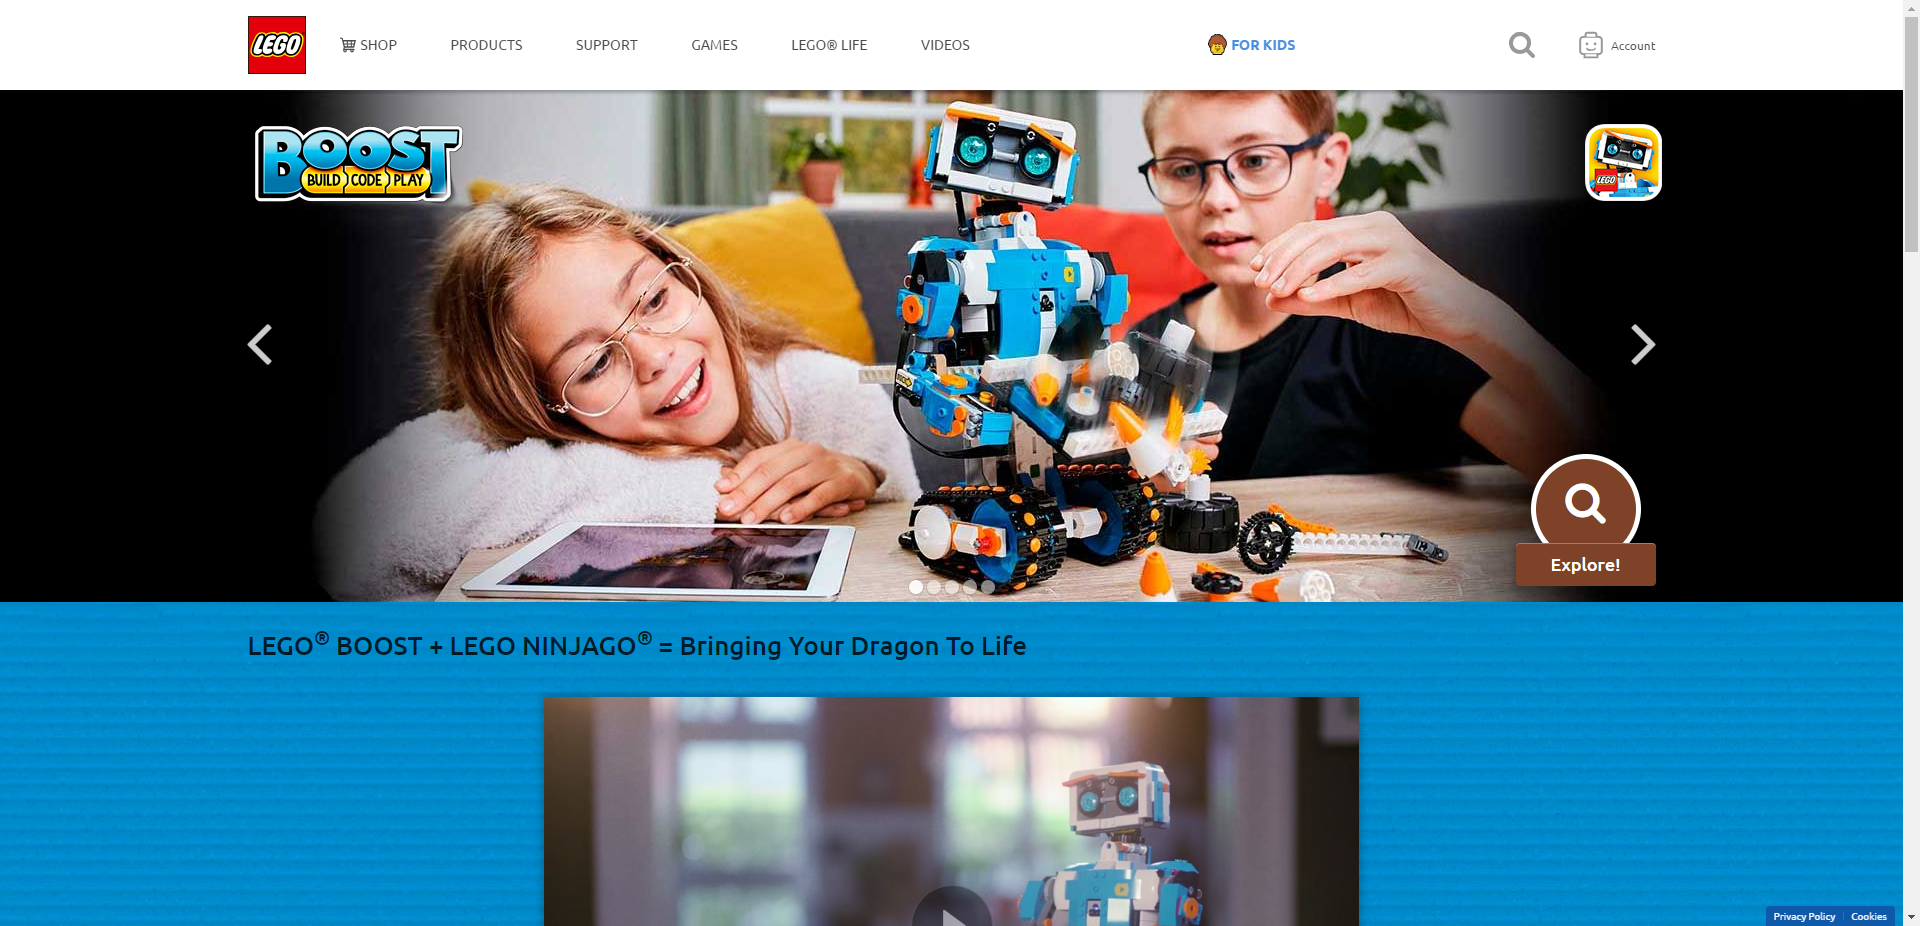 LEGO
SHOP
PRODUCTS
SUPPORT
GAMES
LEGO® LIFE
VIDEOS
FOR KIDS
Account
BOOST
BUILD CODE PLAY
LEGO
Explore!
LEGO® BOOST + LEGO NINJAGO® = Bringing Your Dragon To Life
Privacy Policy
Cookies